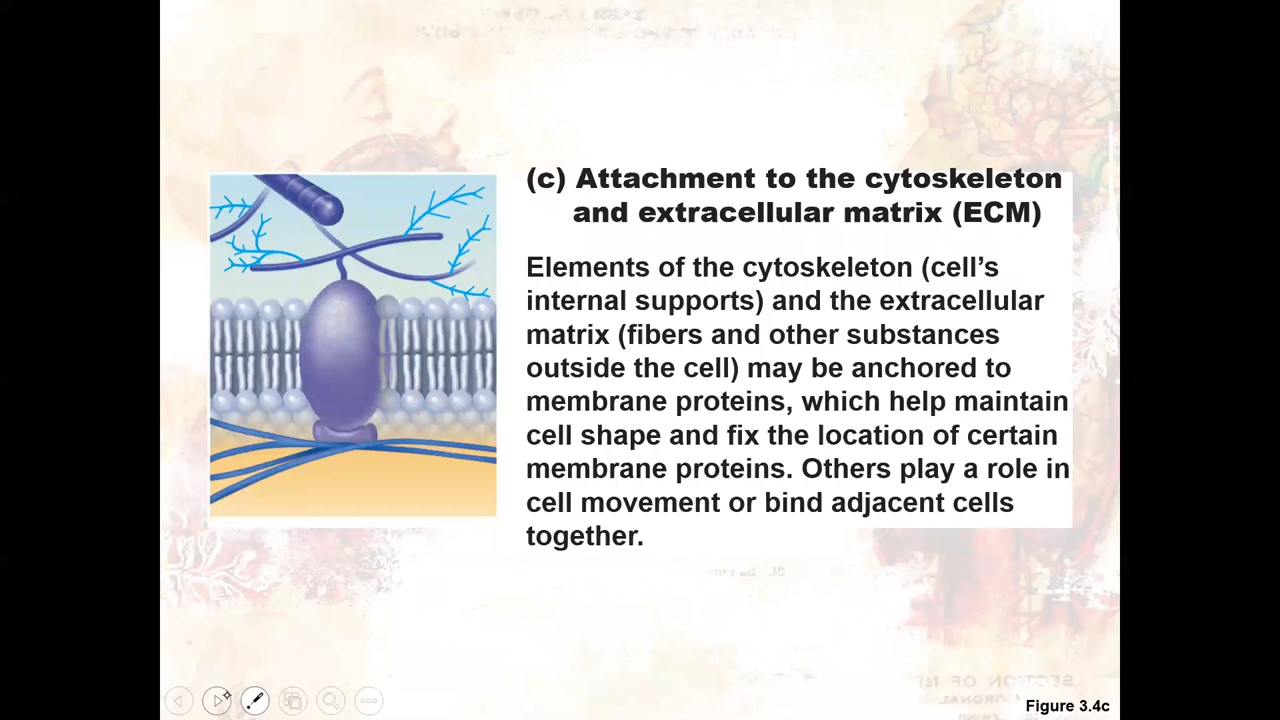 (c) Attachment to the cytoskeleton
and extracellular matrix (ECM)
Elements of the cytoskeleton (cell’s
internal supports) and the extracellular
matrix (fibers and other substances
outside the cell) may be anchored to
membrane proteins, which help maintain
cell shape and fix the location of certain
membrane proteins. Others play a role in
cell movement or bind adjacent cells
together.
Figure 3.4c